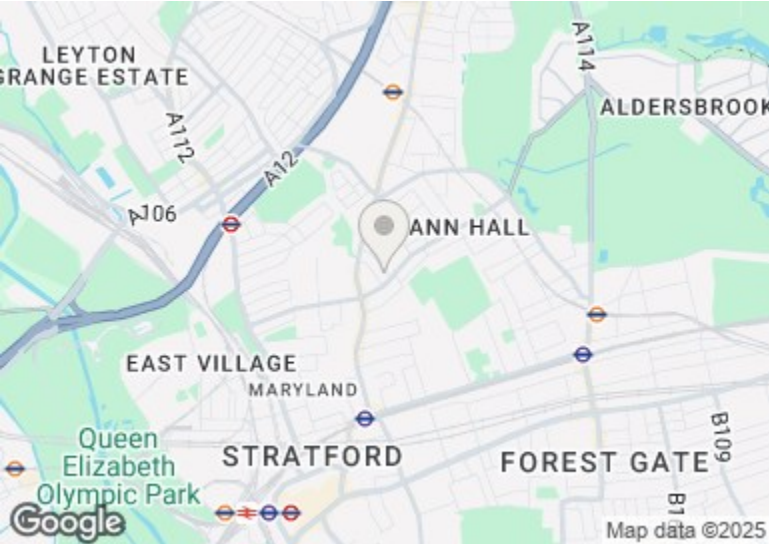 LEYTON
GRANGE ESTATE
A112
A12
A106
A114
ALDERSBROOK
ANN HALL
EAST VILLAGE
MARYLAND
STRATFORD
FOREST GATE
B109
Queen
Elizabeth
Olympic Park
Google
Map data ©2025